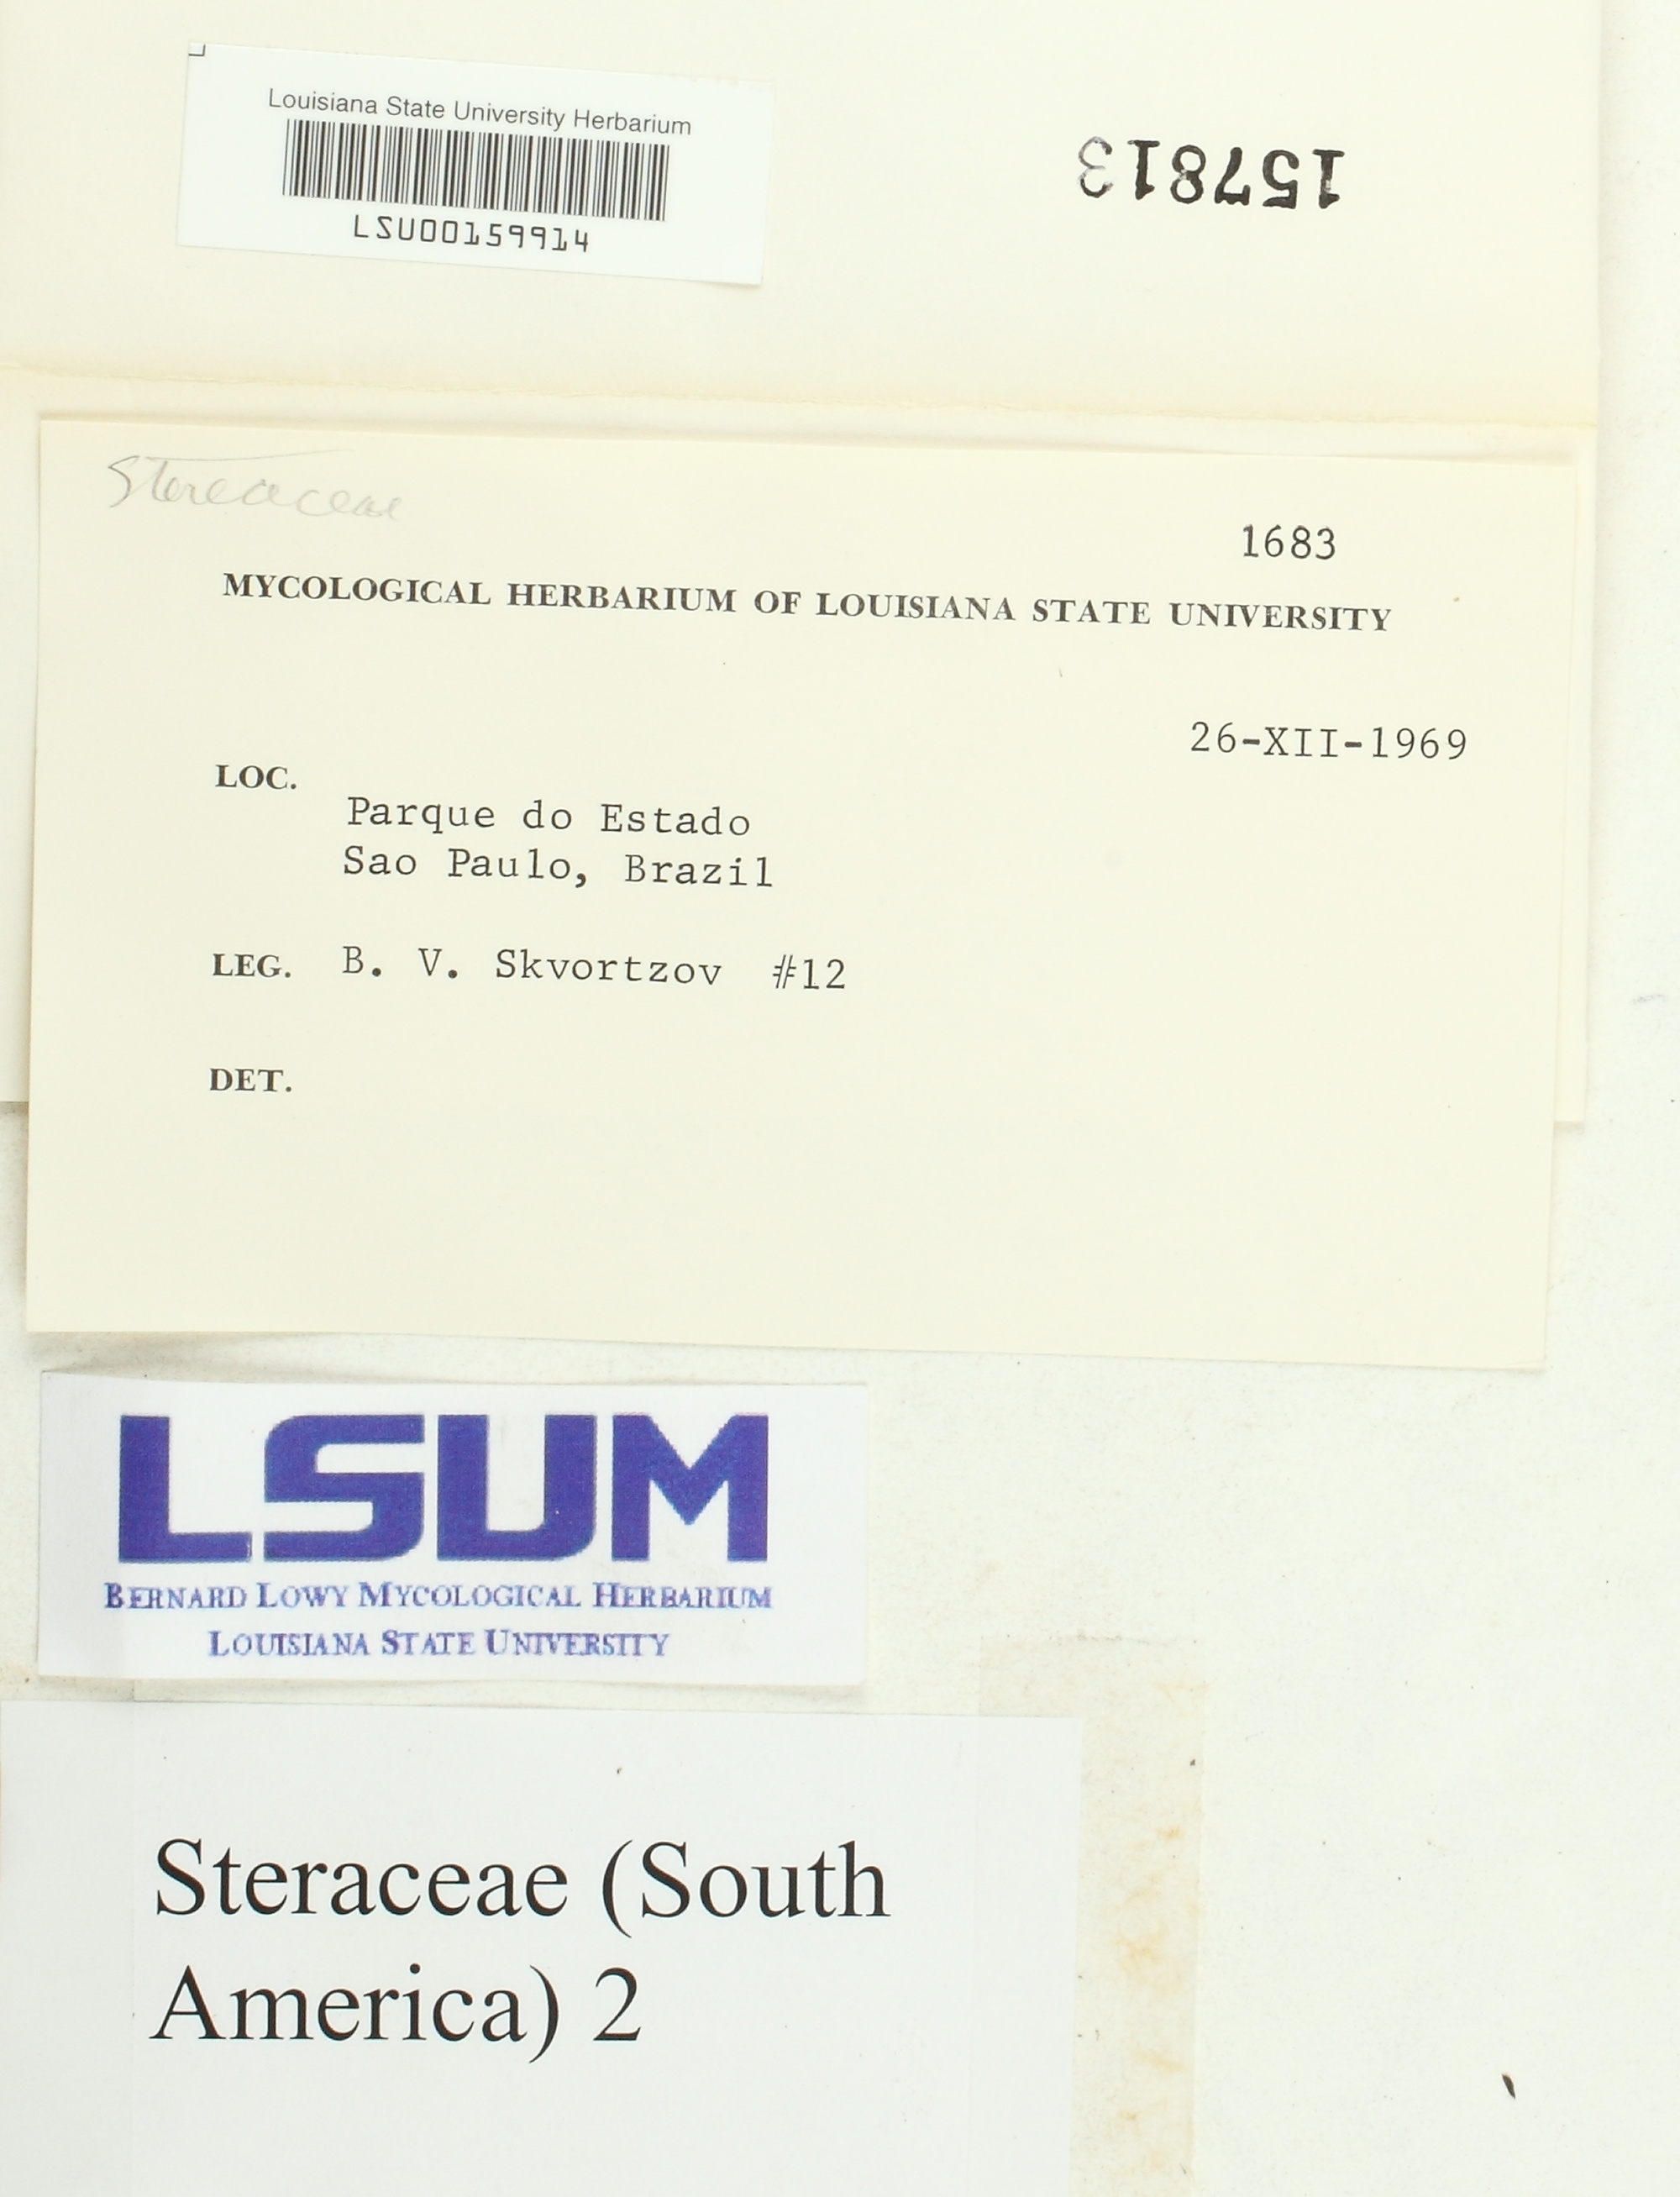 Louisiana State University Herbarium
LSU00159914
157813
Stereaceae
1683
MYCOLOGICAL HERBARIUM OF LOUISIANA STATE UNIVERSITY
26-XII-1969
LOC.
Parque do Estado
Sao Paulo, Brazil
LEG. B. V. Skvortzov #12
DET.
LSUM
BERNARD LOWY MYCOLOGICAL HERBARIUM
LOUISIANA STATE UNIVERSITY
Steraceae (South
America) 2